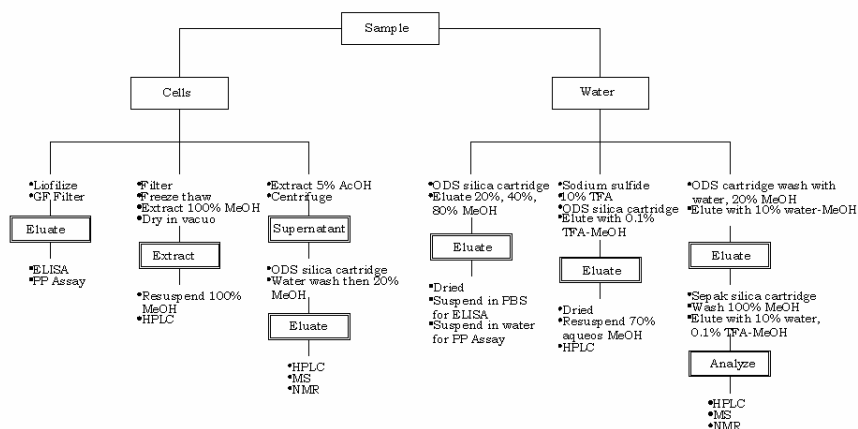 Sample
Cells
Water
•Liofilize
•GF Filter
Eluate
•ELISA
•PP Assay
•Filter
•Freeze thaw
•Extract 100% MeOH
•Dry in vacuo
Extract
•Resuspend 100%
MeOH
•HPLC
•Extract 5% AcOH
•Centrifuge
Supernatant
•ODS silica cartridge
•Water wash then 20%
MeOH
Eluate
•HPLC
•MS
•NMR
•ODS silica cartridge
•Eluate 20%, 40%,
80% MeOH
Eluate
•Dried
•Suspend in PBS
for ELISA
•Suspend in water
for PP Assay
•Sodium sulfide
10% TFA
•ODS silica cartridge
•Elute with 0.1%
TFA-MeOH
Eluate
•Dried
•Resuspend 70%
aqueos MeOH
•HPLC
•ODS cartridge wash with
water, 20% MeOH
•Elute with 10% water-MeOH
Eluate
•Sepak silica cartridge
•Wash 100% MeOH
•Elute with 10% water,
0.1% TFA-MeOH
Analyze
•HPLC
•MS
•NMR